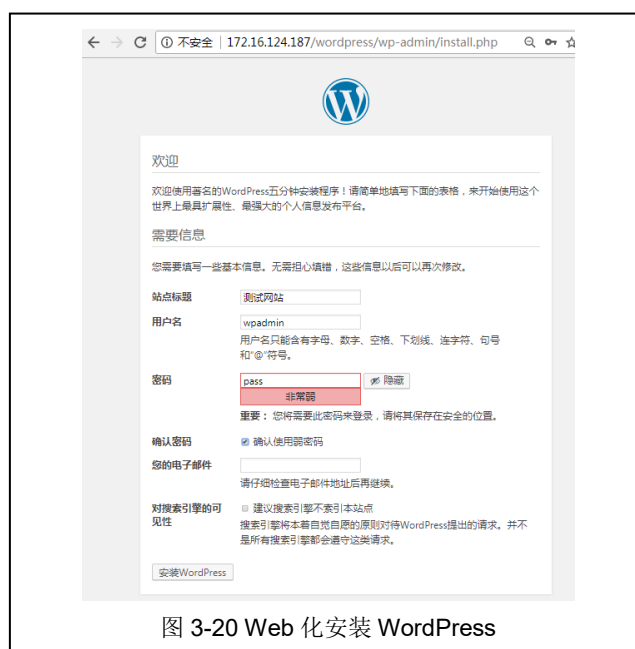 不安全 | 172.16.124.187/wordpress/wp-admin/install.php
欢迎
欢迎使用著名的WordPress五分钟安装程序！请简单地填写下面的表格，来开始使用这个
世界上最具扩展性、最强大的个人信息发布平台。
需要信息
您需要填写一些基本信息。无需担心填错，这些信息以后可以再次修改。
站点标题 测试网站
用户名 wpadmin
用户名只能含有字母、数字、空格、下划线、连字符、句号
和“@”符号。
密码 pass 隐藏
非常弱
重要： 您将需要此密码来登录，请将其保存在安全的位置。
确认密码 确认使用弱密码
您的电子邮件
请仔细检查电子邮件地址后再继续。
对搜索引擎的可 建议搜索引擎不索引本站点
见性 搜索引擎将本着自觉自愿的原则对待WordPress提出的请求。并不
是所有搜索引擎都会遵守这类请求。
安装WordPress
图 3-20 Web 化安装 WordPress